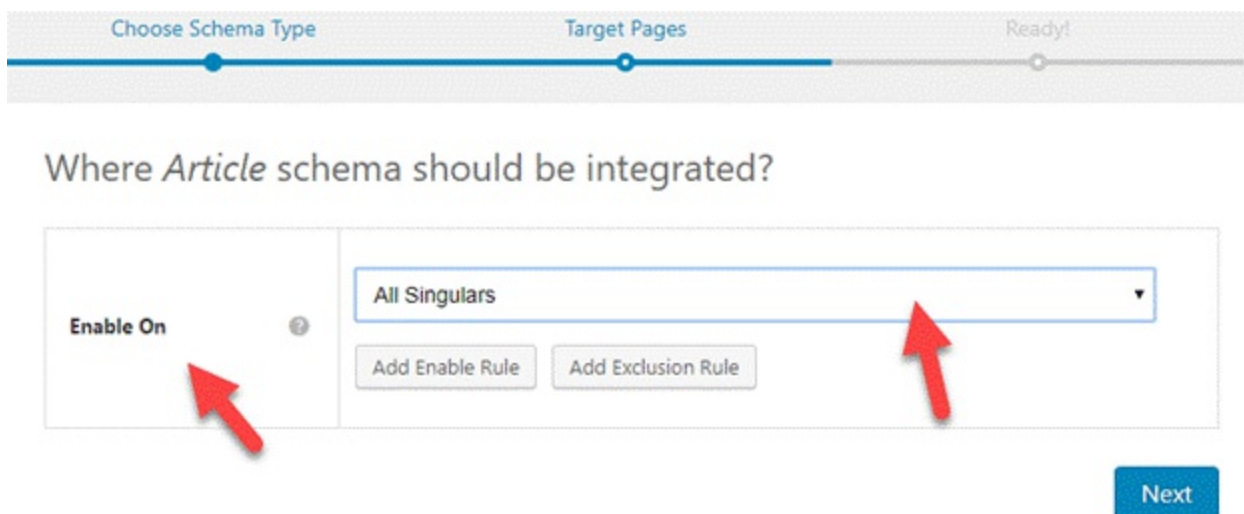 Choose Schema Type Target Pages Ready!
Where Article schema should be integrated?
All Singulars
Enable On
Add Enable Rule Add Exclusion Rule
Next